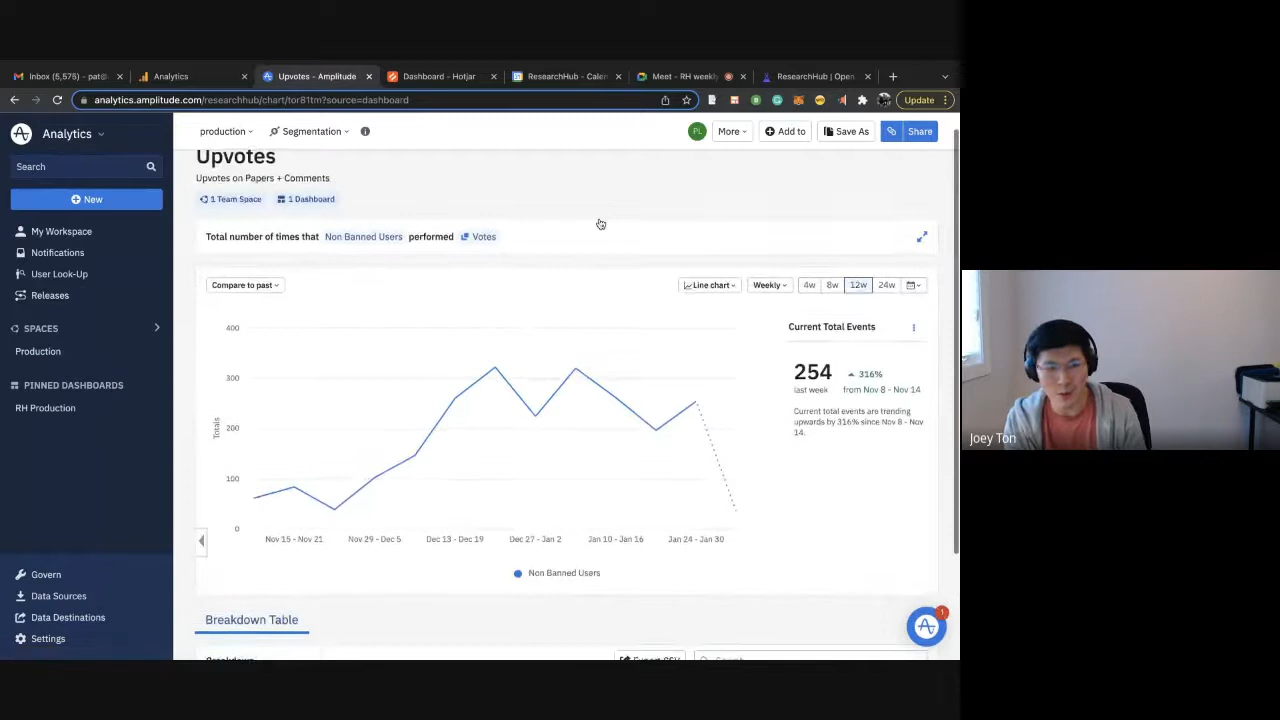 Inbox (5,575) - pat@
Analytics
Upvotes - Amplitude
Dashboard - Hotjar
ResearchHub - Calen
Meet - RH weekly
ResearchHub | Open
analytics.amplitude.com/researchhub/chart/tor81tm?source=dashboard
Update
Analytics
production
Segmentation
PL
More
Add to
Save As
Share
Search
New
My Workspace
Notifications
User Look-Up
Releases
SPACES
Production
PINNED DASHBOARDS
RH Production
Govern
Data Sources
Data Destinations
Settings
Upvotes
Upvotes on Papers + Comments
1 Team Space
1 Dashboard
Total number of times that Non Banned Users performed Votes
Compare to past
Line chart
Weekly
4w 8w 12w 24w
400
300
200
100
0
Totals
Nov 15 - Nov 21
Nov 29 - Dec 5
Dec 13 - Dec 19
Dec 27 - Jan 2
Jan 10 - Jan 16
Jan 24 - Jan 30
Non Banned Users
Current Total Events
254
last week
316%
from Nov 8 - Nov 14
Current total events are trending
upwards by 316% since Nov 8 - Nov
14.
Breakdown Table
1
Export CSV
Joey Ton